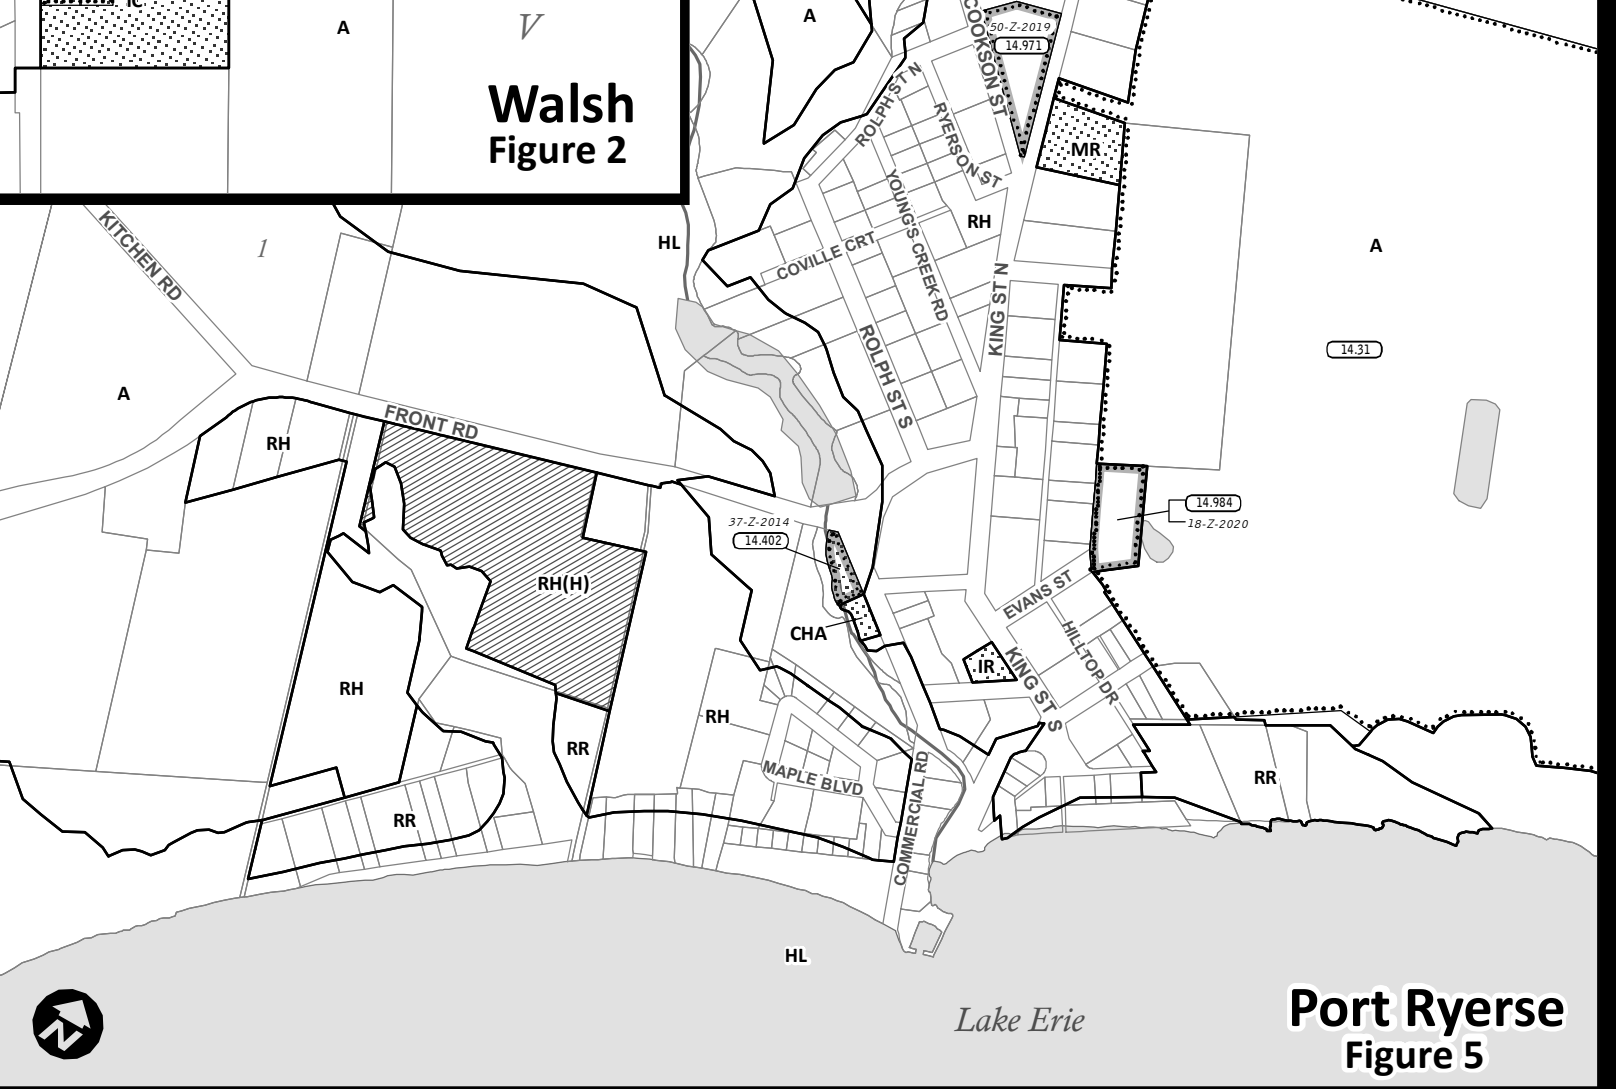 IC
A
V
Walsh
Figure 2
A
50-Z-2019
14.971
COOKSON ST
ROLPH ST N
RYERSON ST
MR
YOUNG'S CREEK RD
RH
HL
COVILLE CRT
KING ST N
A
KITCHEN RD
1
14.31
ROLPH ST S
A
FRONT RD
RH
14.984
18-Z-2020
37-Z-2014
14.402
RH(H)
EVANS ST
CHA
HILLTOP DR
IR
KING ST S
RH
RH
RR
MAPLE BLVD
COMMERCIAL RD
RR
RR
HL
Lake Erie
Port Ryerse
Figure 5
N